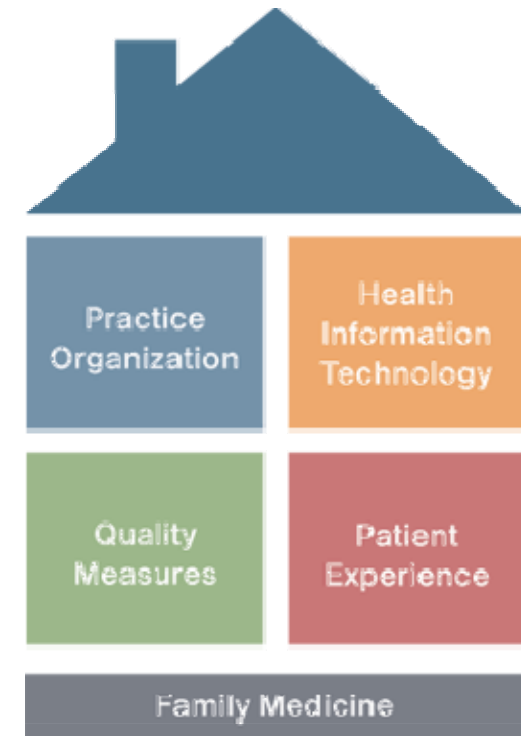 Practice
Organization
Health
Information
Technology
Quality
Measures
Patient
Experience
Family Medicine